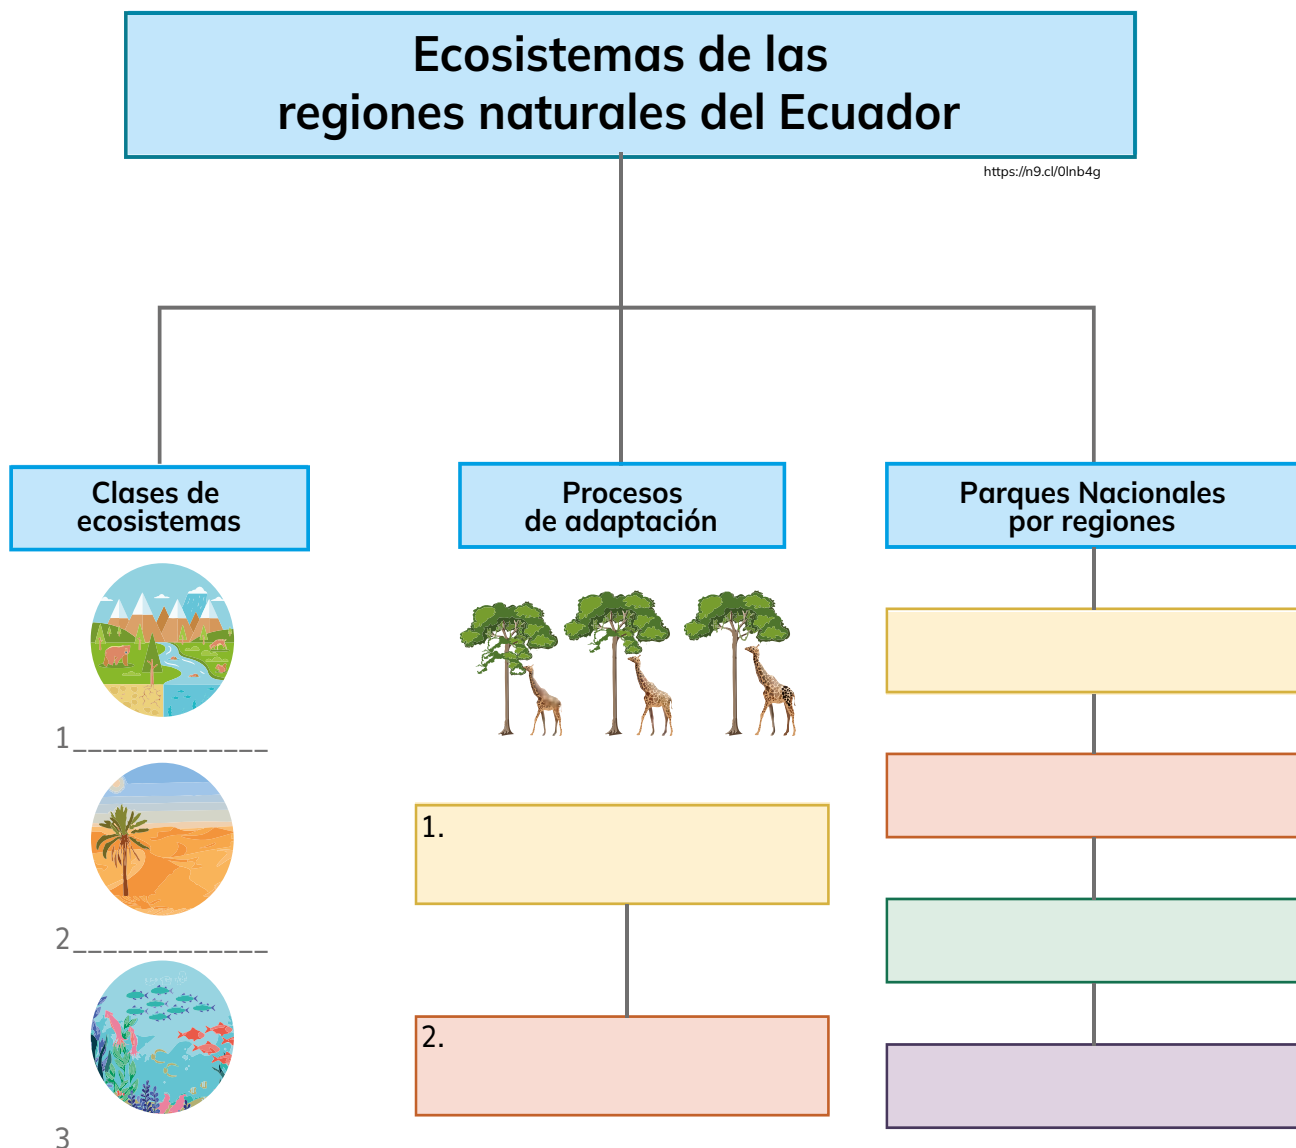 Ecosistemas de las
regiones naturales del Ecuador
https://n9.cl/0lnb4g
Clases de
ecosistemas
1_____________
2_____________
3
Procesos
de adaptación
1.
2.
Parques Nacionales
por regiones